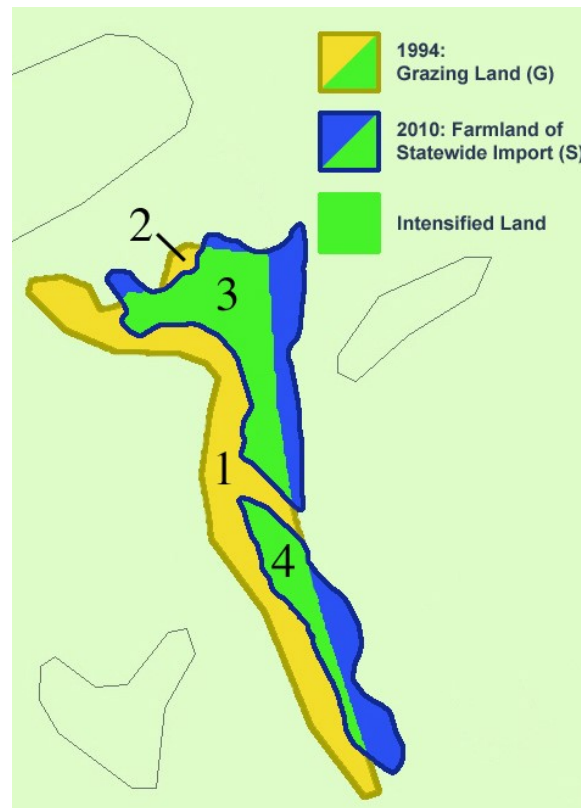 1994:
Grazing Land (G)
2010: Farmland of
Statewide Import (S)
Intensified Land
2
3
1
4